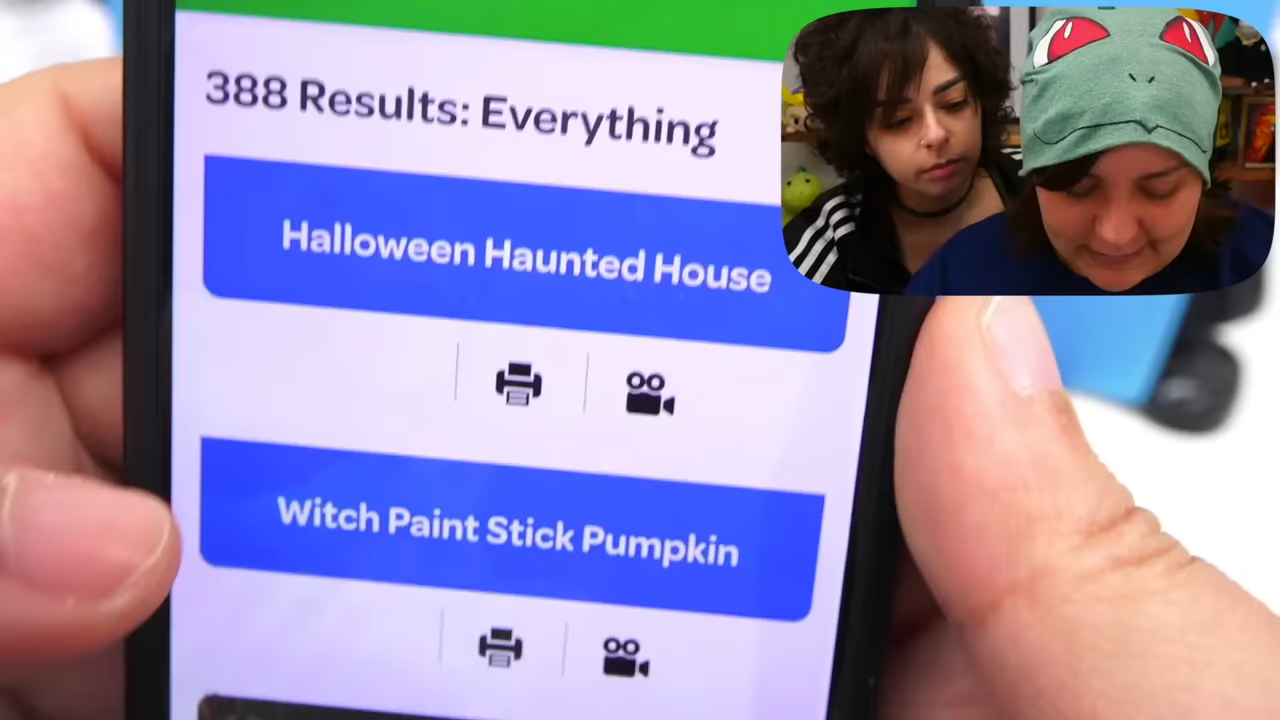 388 Results: Everything
Halloween Haunted House
Witch Paint Stick Pumpkin